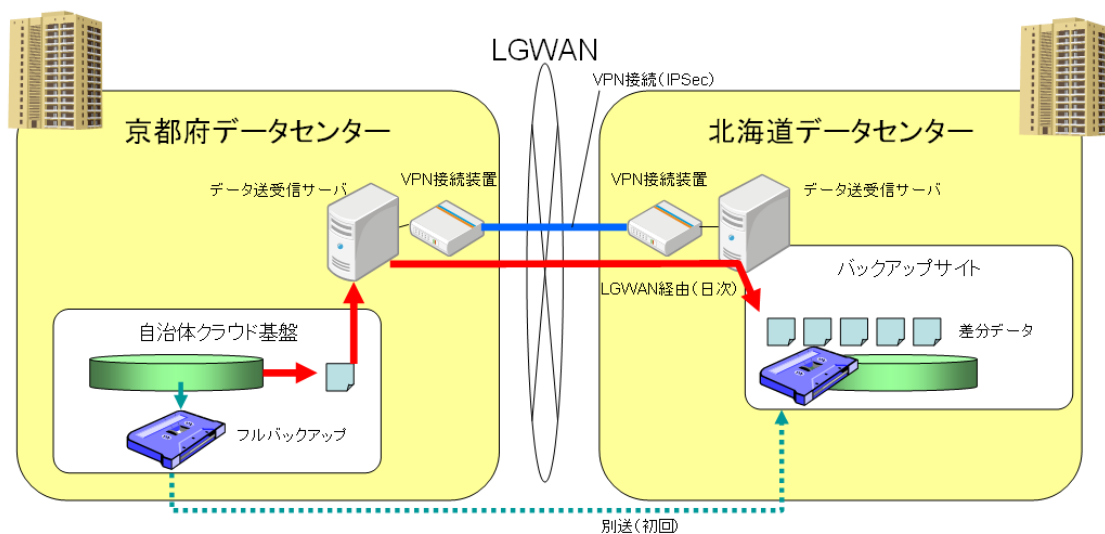 LGWAN
VPN接続(IPSec)
京都府データセンター
北海道データセンター
データ送受信サーバ
VPN接続装置
VPN接続装置
データ送受信サーバ
バックアップサイト
LGWAN経由(日次)
自治体クラウド基盤
差分データ
フルバックアップ
別送(初回)